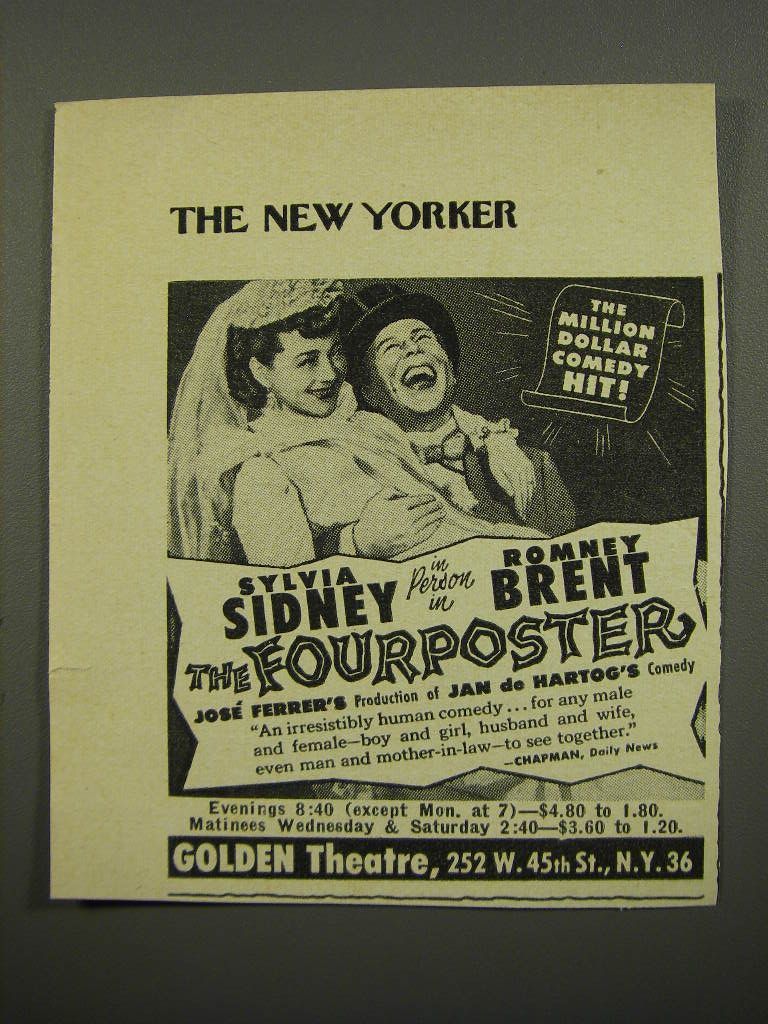 THE NEW YORKER
THE
MILLION
DOLLAR
COMEDY
HIT!
SYLVIA
SIDNEY
in
Person
in
ROMNEY
BRENT
THE FOURPOSTER
JOSÉ FERRER'S Production of JAN de HARTOG'S Comedy
"An irresistibly human comedy . . . for any male
and female—boy and girl, husband and wife,
even man and mother-in-law—to see together."
—CHAPMAN, Daily News
Evenings 8:40 (except Mon. at 7)—$4.80 to 1.80.
Matinees Wednesday & Saturday 2:40—$3.60 to 1.20.
GOLDEN Theatre, 252 W. 45th St., N.Y. 36